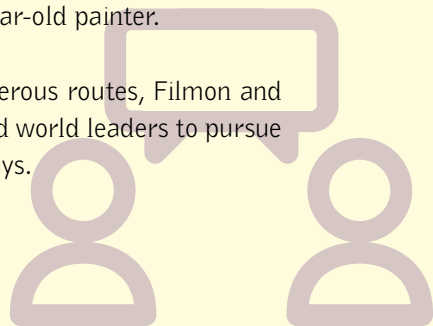 ar-old painter.
erous routes, Filmon and
d world leaders to pursue
ys.